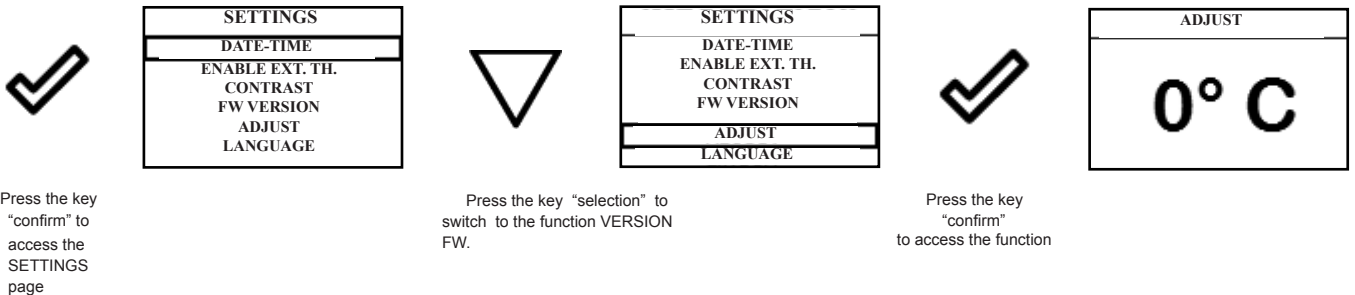 SETTINGS
DATE-TIME
ENABLE EXT. TH.
CONTRAST
FW VERSION
ADJUST
LANGUAGE
SETTINGS
DATE-TIME
ENABLE EXT. TH.
CONTRAST
FW VERSION
ADJUST
LANGUAGE
ADJUST
0° C
Press the key
“confirm” to
access the
SETTINGS
page
Press the key “selection” to
switch to the function VERSION
FW.
Press the key
“confirm”
to access the function